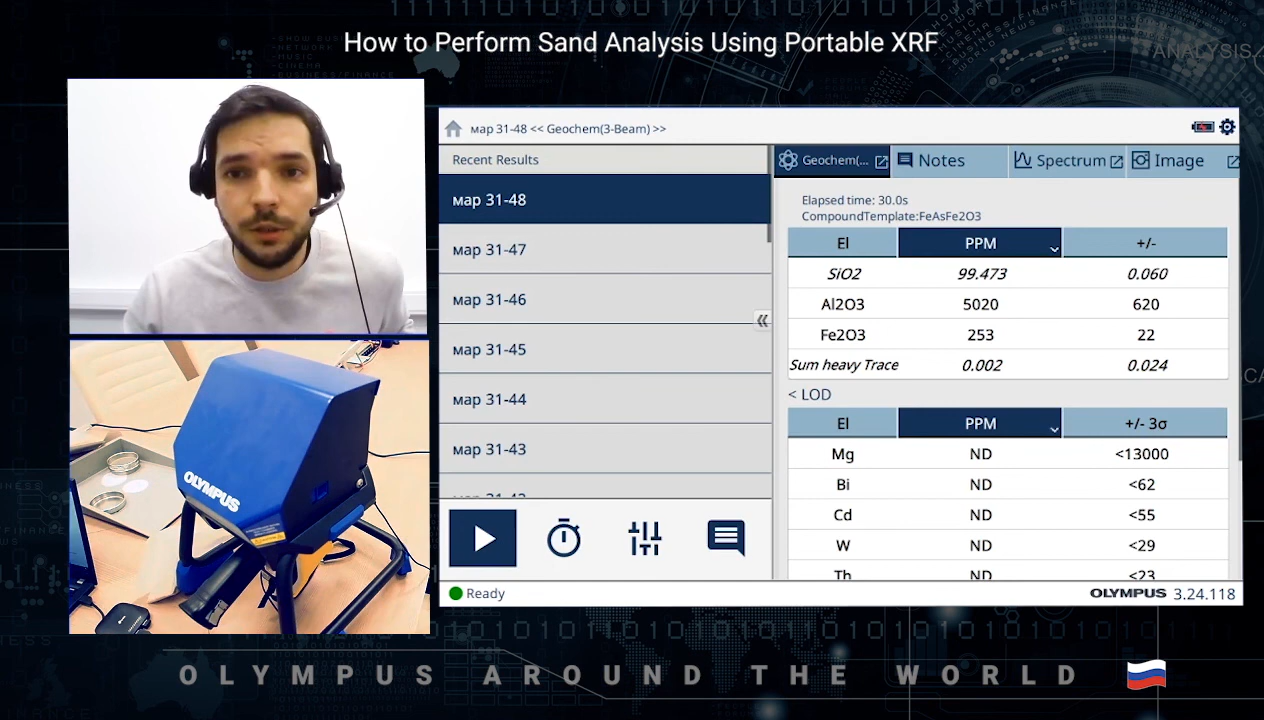 How to Perform Sand Analysis Using Portable XRF
ANALYSIS
мар 31-48 << Geochem(3-Beam) >>
Recent Results
мар 31-48
мар 31-47
мар 31-46
мар 31-45
мар 31-44
мар 31-43
Geochem(...
Notes
Spectrum
Image
Elapsed time: 30.0s
CompoundTemplate:FeAsFe2O3
El PPM +/-
SiO2 99.473 0.060
Al2O3 5020 620
Fe2O3 253 22
Sum heavy Trace 0.002 0.024
< LOD
El PPM +/- 3σ
Mg ND <13000
Bi ND <62
Cd ND <55
W ND <29
Th ND <23
Ready
OLYMPUS 3.24.118
OLYMPUS
OLYMPUS AROUND THE WORLD